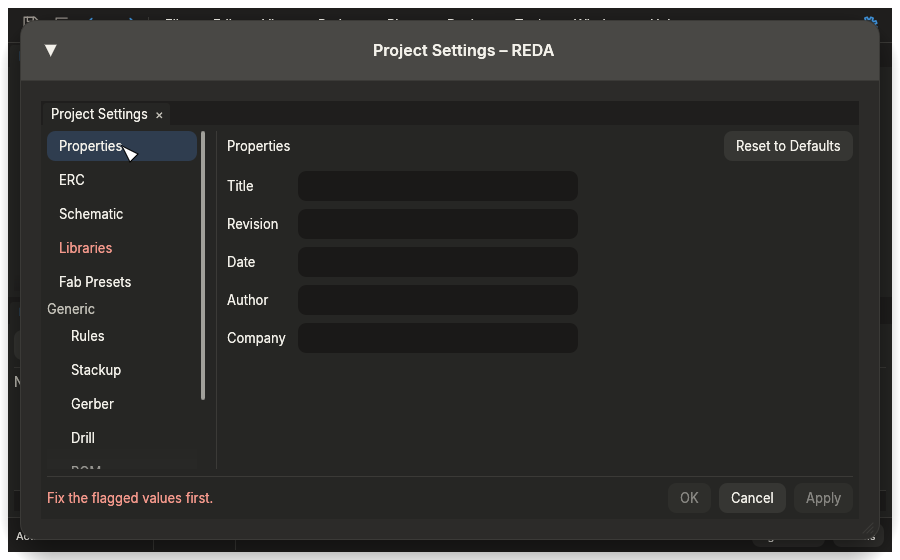 Project Settings – REDA
Project Settings ×
Properties
ERC
Schematic
Libraries
Fab Presets
Generic
Rules
Stackup
Gerber
Drill
Properties
Reset to Defaults
Title
Revision
Date
Author
Company
Fix the flagged values first.
OK
Cancel
Apply